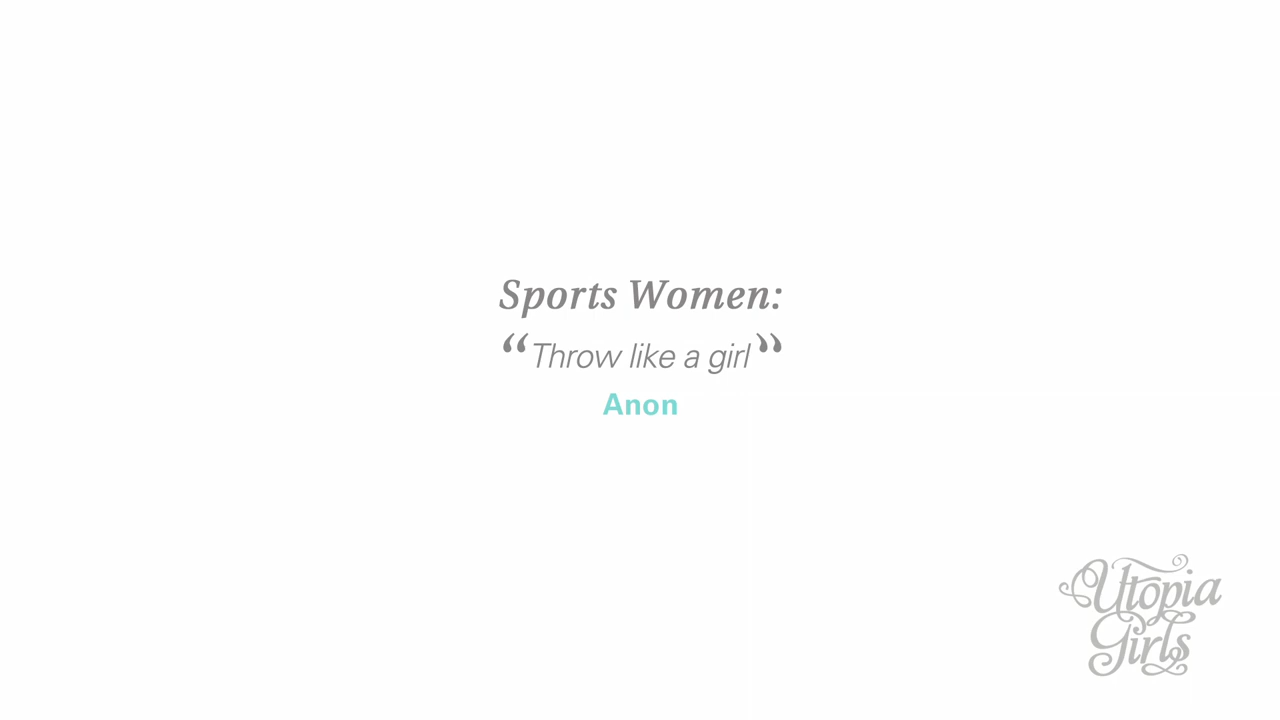 Sports Women:
“Throw like a girl”
Anon
Utopia
Girls